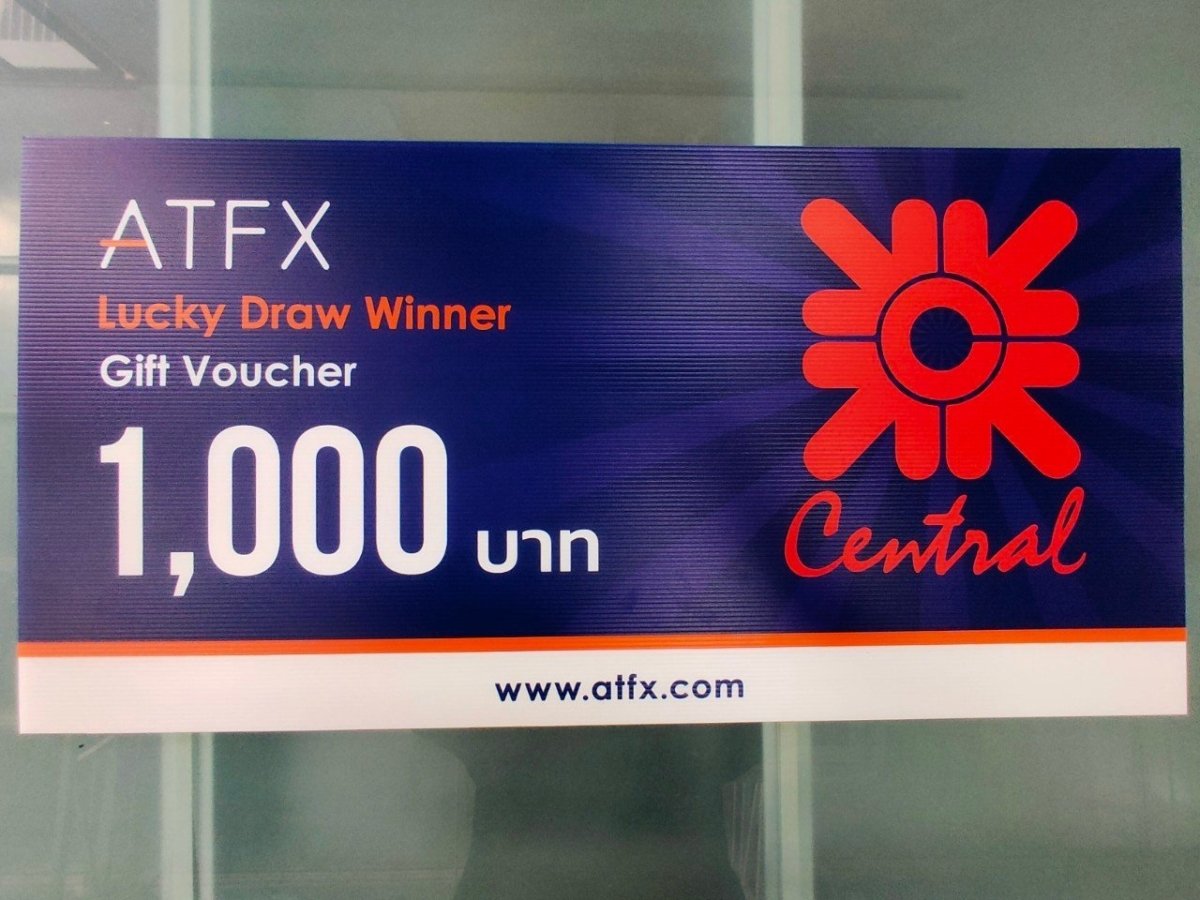 ATFX
Lucky Draw Winner
Gift Voucher
1,000 บาท
C
Central
www.atfx.com